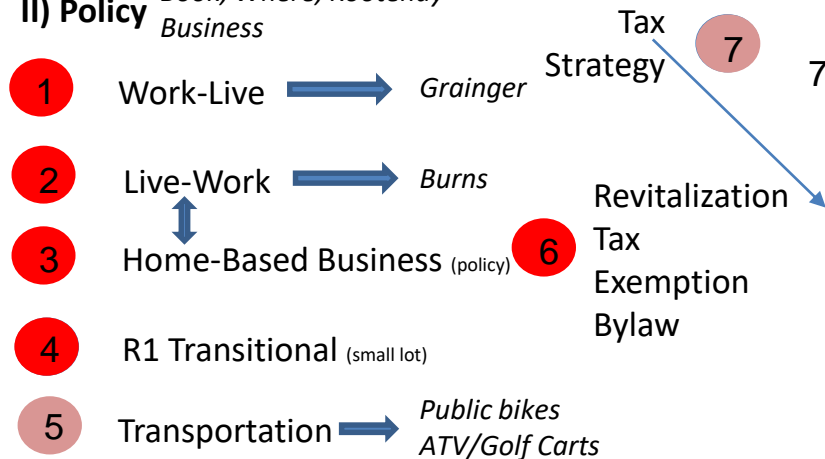 II) Policy
Business
1 Work-Live Grainger
2 Live-Work Burns
3 Home-Based Business (policy)
4 R1 Transitional (small lot)
5 Transportation Public bikes
ATV/Golf Carts
Tax
Strategy
7
7
6
Revitalization
Tax
Exemption
Bylaw